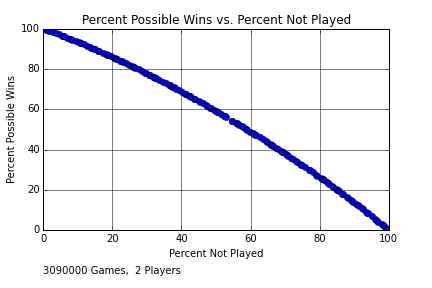 Percent Possible Wins vs. Percent Not Played
100
80
60
40
20
0
Percent Possible Wins
0 20 40 60 80 100
Percent Not Played
3090000 Games,  2 Players